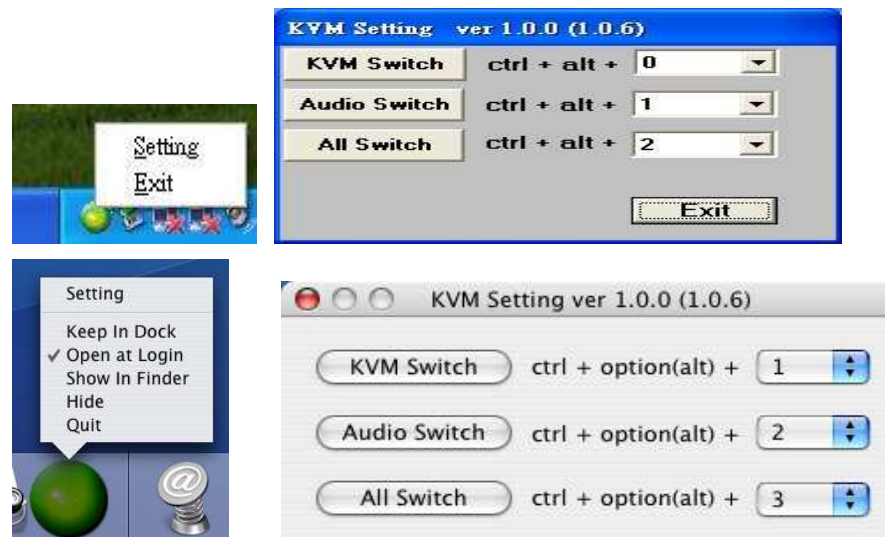 Setting
Exit
KVM Setting ver 1.0.0 (1.0.6)
KVM Switch ctrl + alt + 0
Audio Switch ctrl + alt + 1
All Switch ctrl + alt + 2
Exit
Setting
Keep In Dock
✓ Open at Login
Show In Finder
Hide
Quit
@
KVM Setting ver 1.0.0 (1.0.6)
KVM Switch ctrl + option(alt) + 1
Audio Switch ctrl + option(alt) + 2
All Switch ctrl + option(alt) + 3